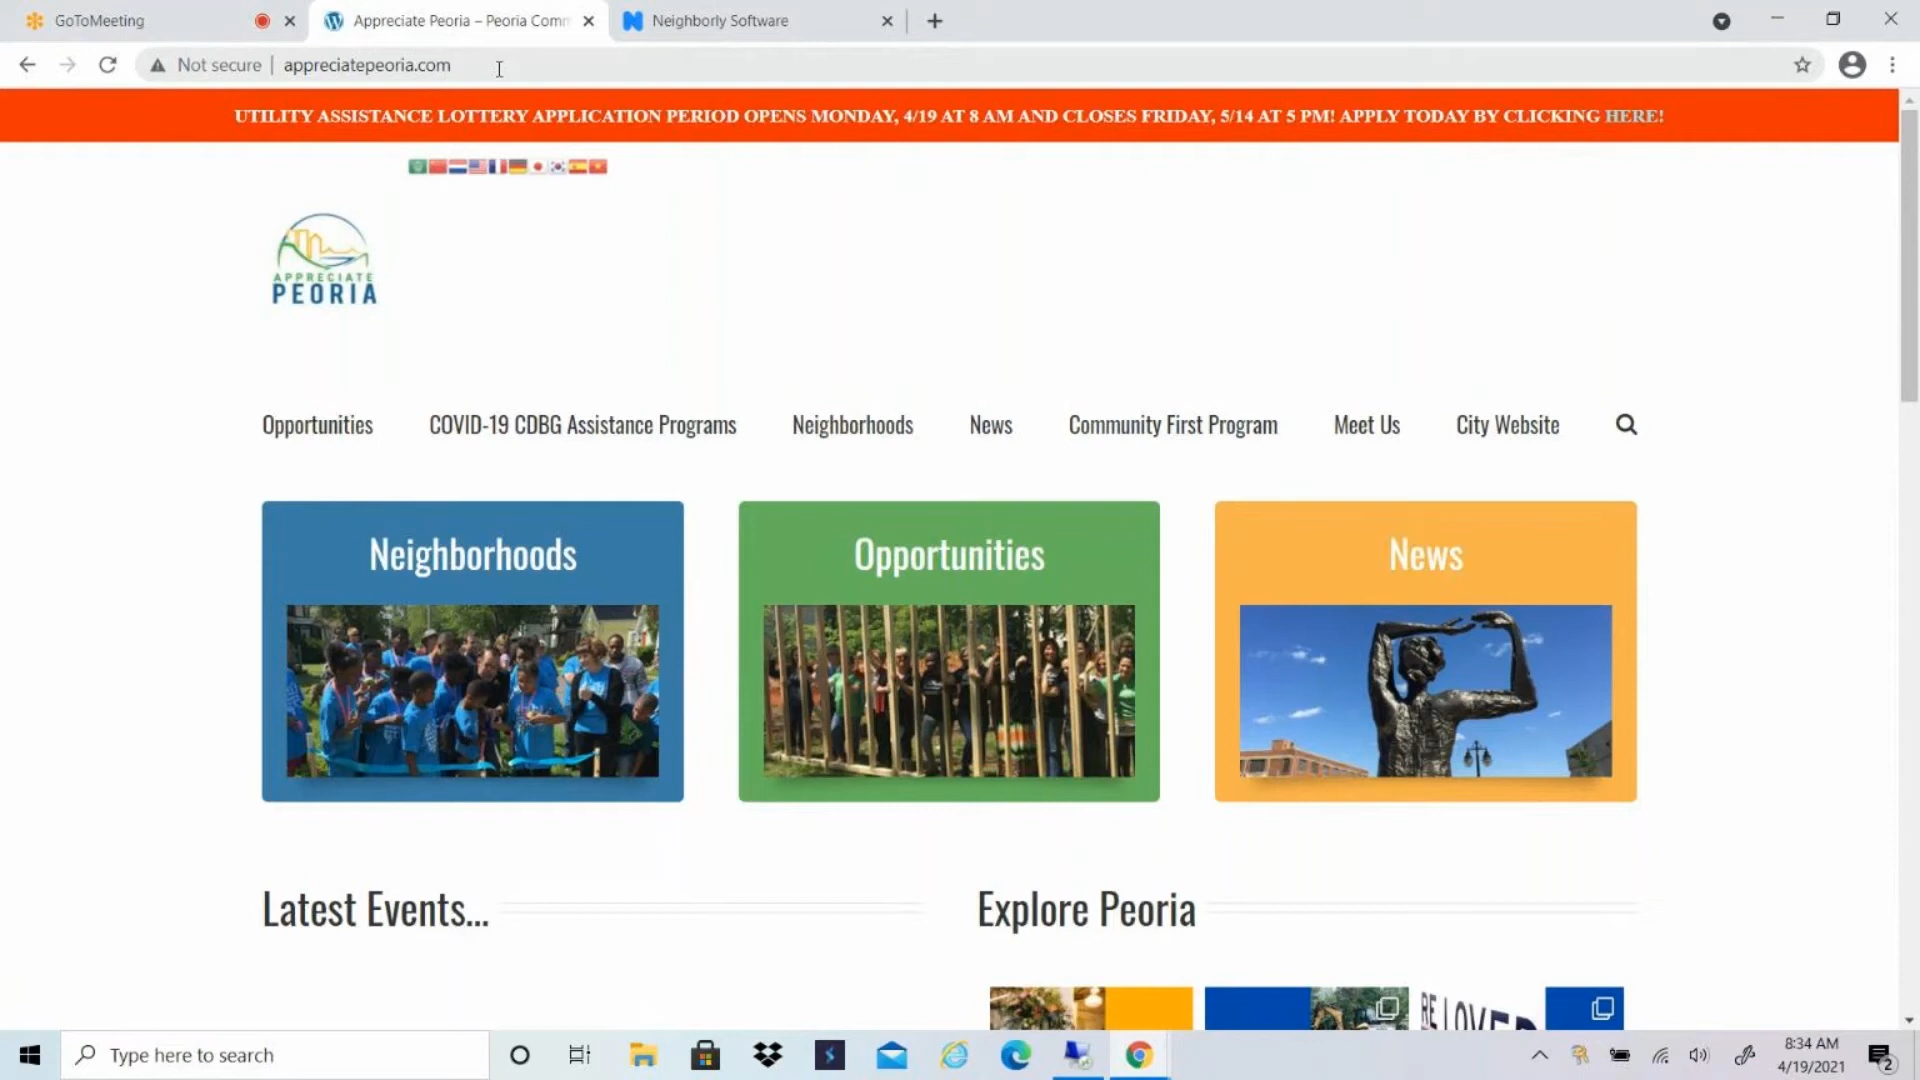 GoToMeeting
Appreciate Peoria – Peoria Comm
Neighborly Software
Not secure | appreciatepeoria.com
UTILITY ASSISTANCE LOTTERY APPLICATION PERIOD OPENS MONDAY, 4/19 AT 8 AM AND CLOSES FRIDAY, 5/14 AT 5 PM! APPLY TODAY BY CLICKING HERE!
APPRECIATE
PEORIA
Opportunities
COVID-19 CDBG Assistance Programs
Neighborhoods
News
Community First Program
Meet Us
City Website
Neighborhoods
Opportunities
News
Latest Events...
Explore Peoria
RE LOVED
Type here to search
8:34 AM
4/19/2021
2